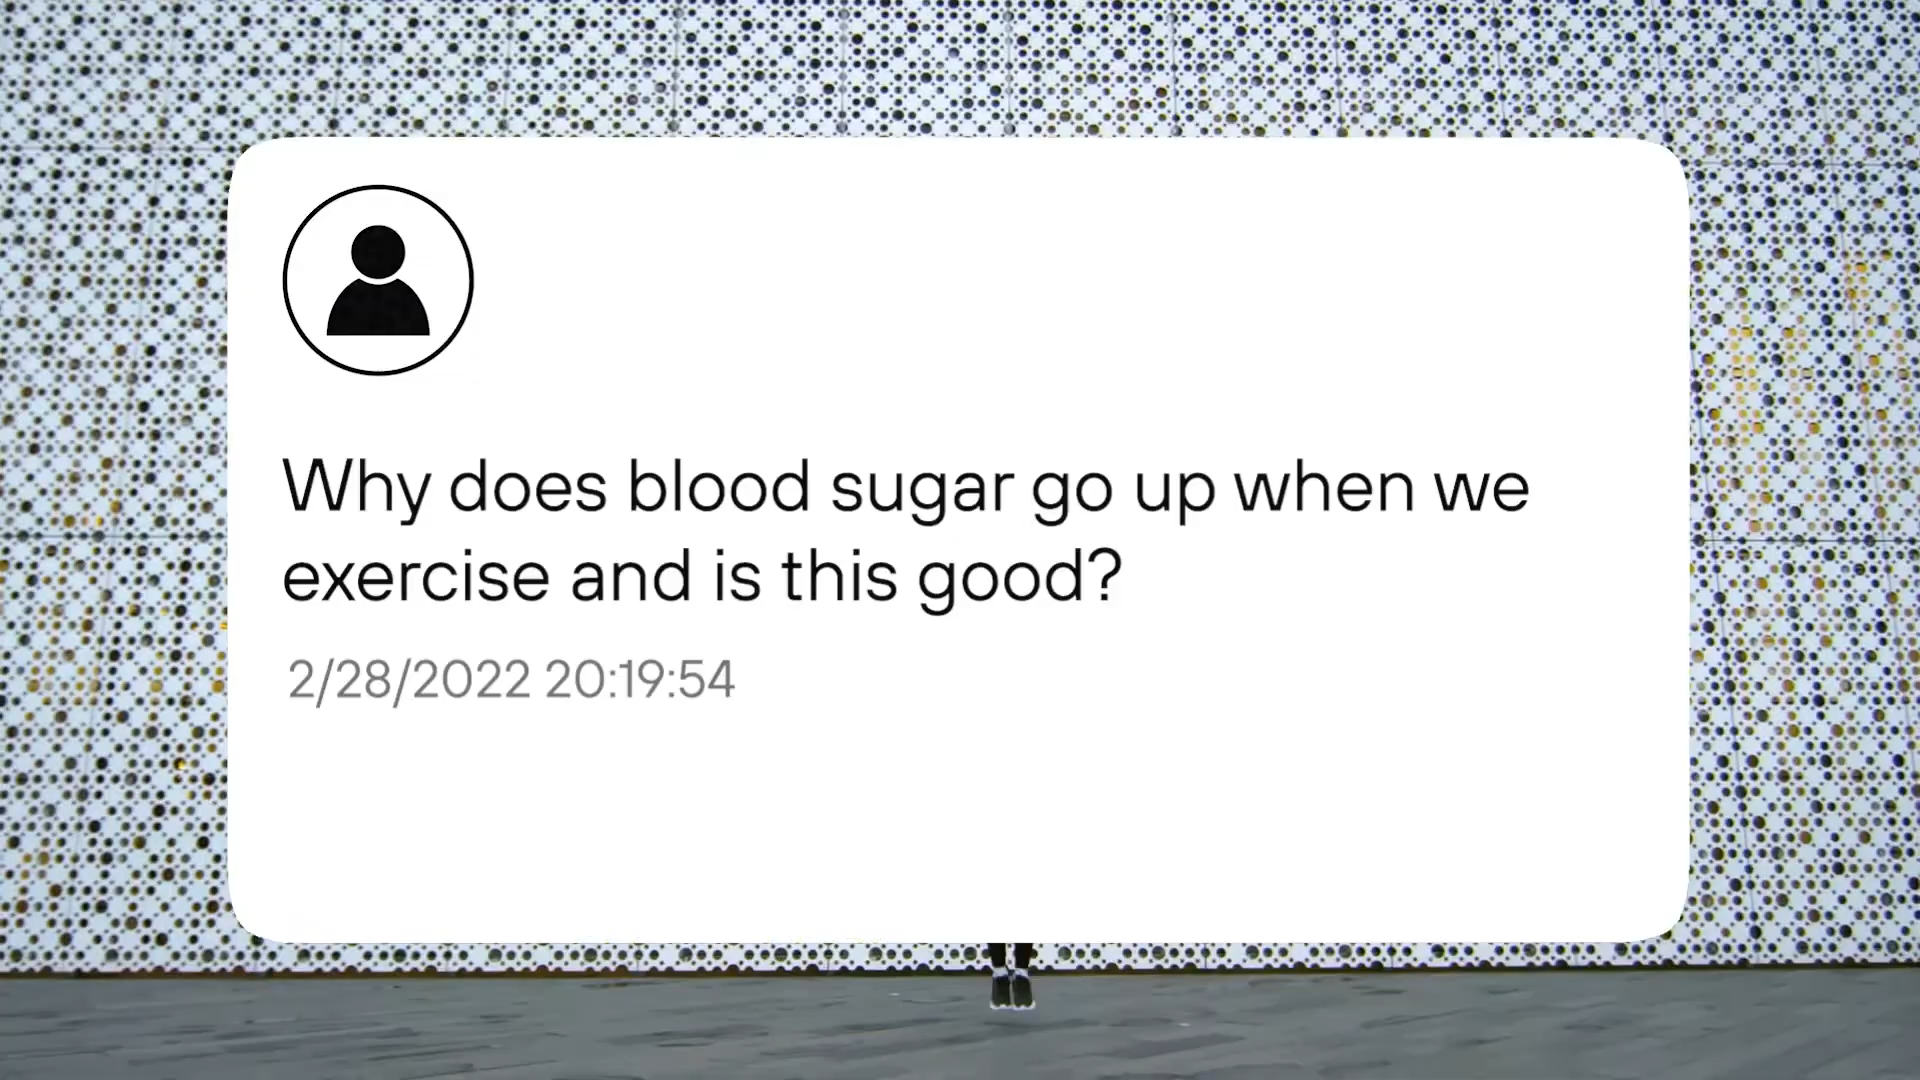 Why does blood sugar go up when we
exercise and is this good?
2/28/2022 20:19:54